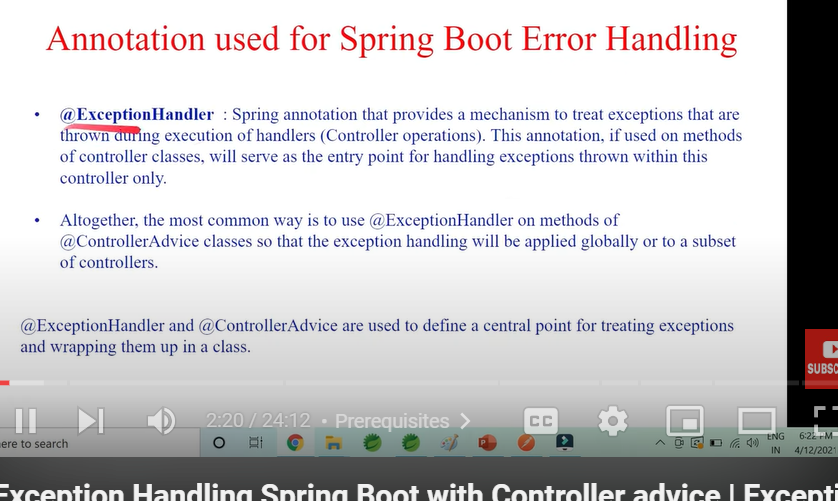 Annotation used for Spring Boot Error Handling
• @ExceptionHandler : Spring annotation that provides a mechanism to treat exceptions that are
thrown during execution of handlers (Controller operations). This annotation, if used on methods
of controller classes, will serve as the entry point for handling exceptions thrown within this
controller only.
• Altogether, the most common way is to use @ExceptionHandler on methods of
@ControllerAdvice classes so that the exception handling will be applied globally or to a subset
of controllers.
@ExceptionHandler and @ControllerAdvice are used to define a central point for treating exceptions
and wrapping them up in a class.
SUBSC
2:20 / 24:12 • Prerequisites
CC
ere to search
ENG
IN
6:22 PM
4/12/2021
Exception Handling Spring Boot with Controller advice | Excepti